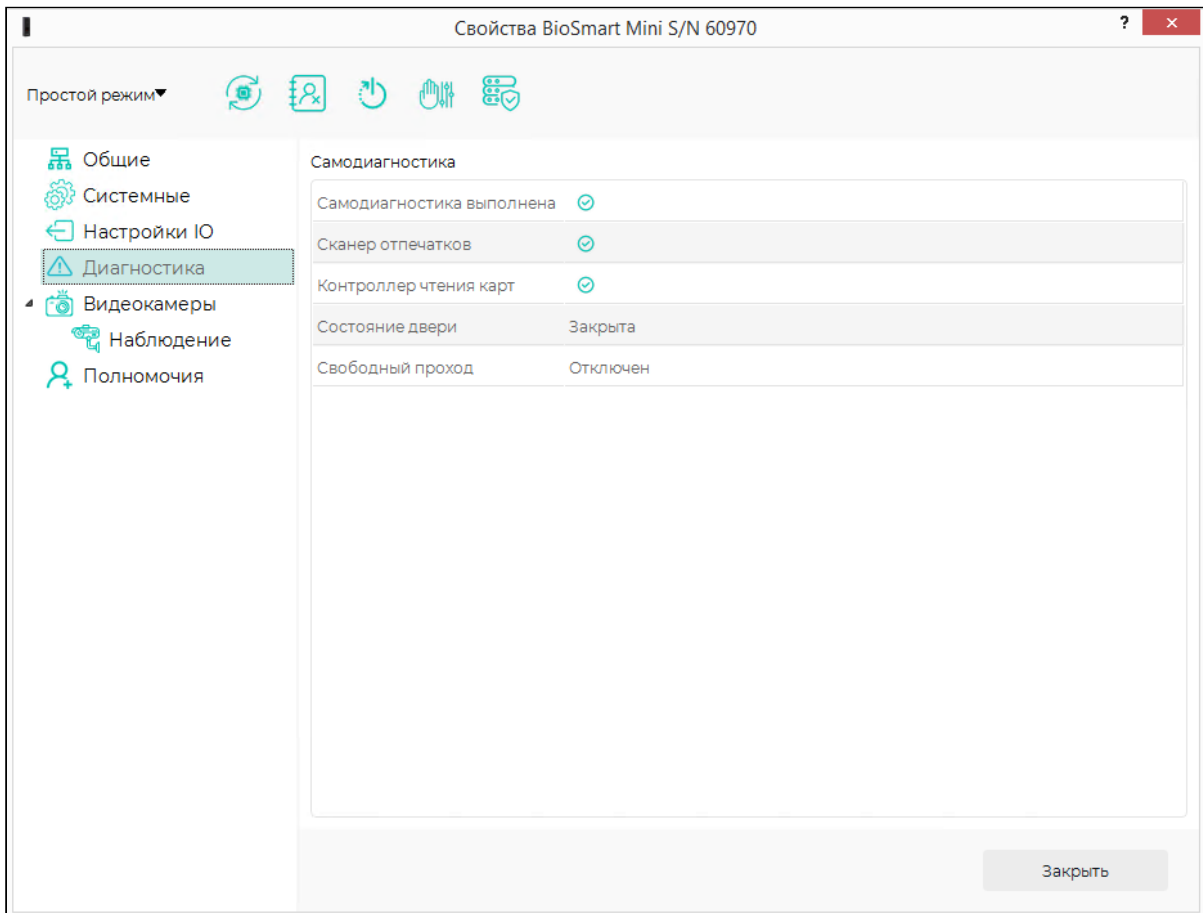 Свойства BioSmart Mini S/N 60970
?
Простой режим
Общие
Системные
Настройки IO
Диагностика
Видеокамеры
Наблюдение
Полномочия
Самодиагностика
Самодиагностика выполнена
Сканер отпечатков
Контроллер чтения карт
Состояние двери Закрыта
Свободный проход Отключен
Закрыть